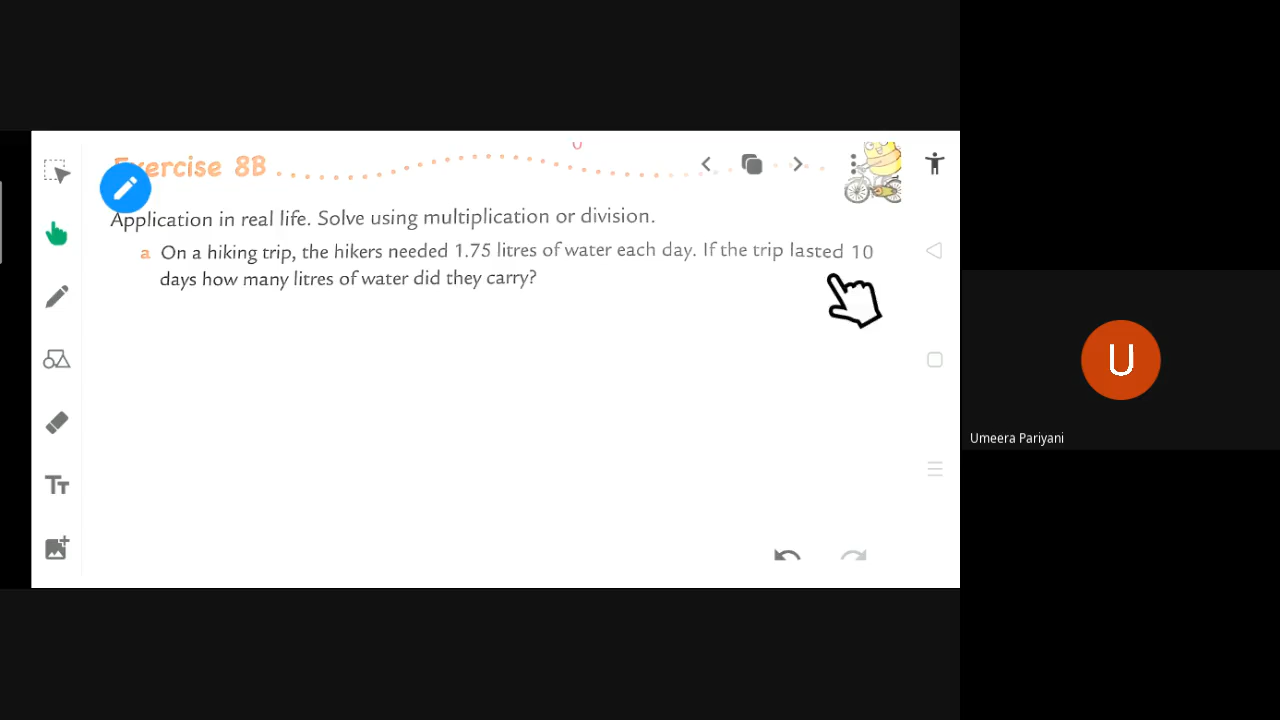 Exercise 8B
Application in real life. Solve using multiplication or division.
a On a hiking trip, the hikers needed 1.75 litres of water each day. If the trip lasted 10
days how many litres of water did they carry?
TT
U
Umeera Pariyani